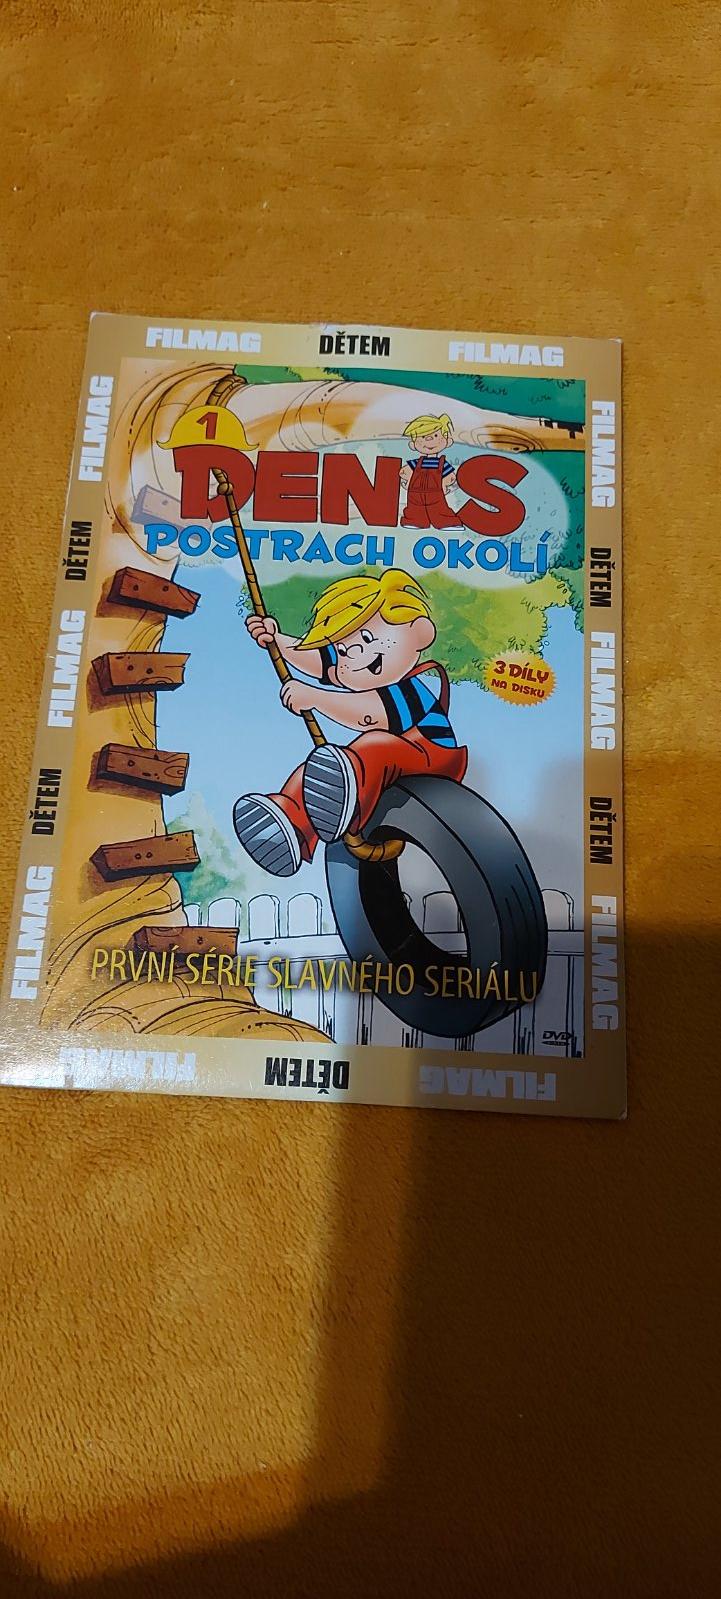 FILMAG DĚTEM FILMAG
FILMAG
DĚTEM
FILMAG
DĚTEM
FILMAG
1
DENIS
POSTRACH OKOLÍ
3 DÍLY
NA DISKU
PRVNÍ SÉRIE SLAVNÉHO SERIÁLU
DVD
FILMAG
DĚTEM
FILMAG
DĚTEM
FILMAG
FILMAG DĚTEM FILMAG